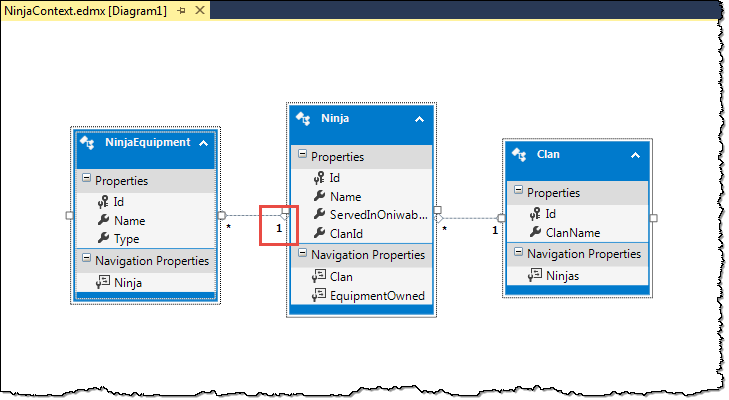 NinjaContext.edmx [Diagram1]
NinjaEquipment
Properties
Id
Name
Type
Navigation Properties
Ninja
*
1
Ninja
Properties
Id
Name
ServedInOniwab...
ClanId
Navigation Properties
Clan
EquipmentOwned
*
1
Clan
Properties
Id
ClanName
Navigation Properties
Ninjas